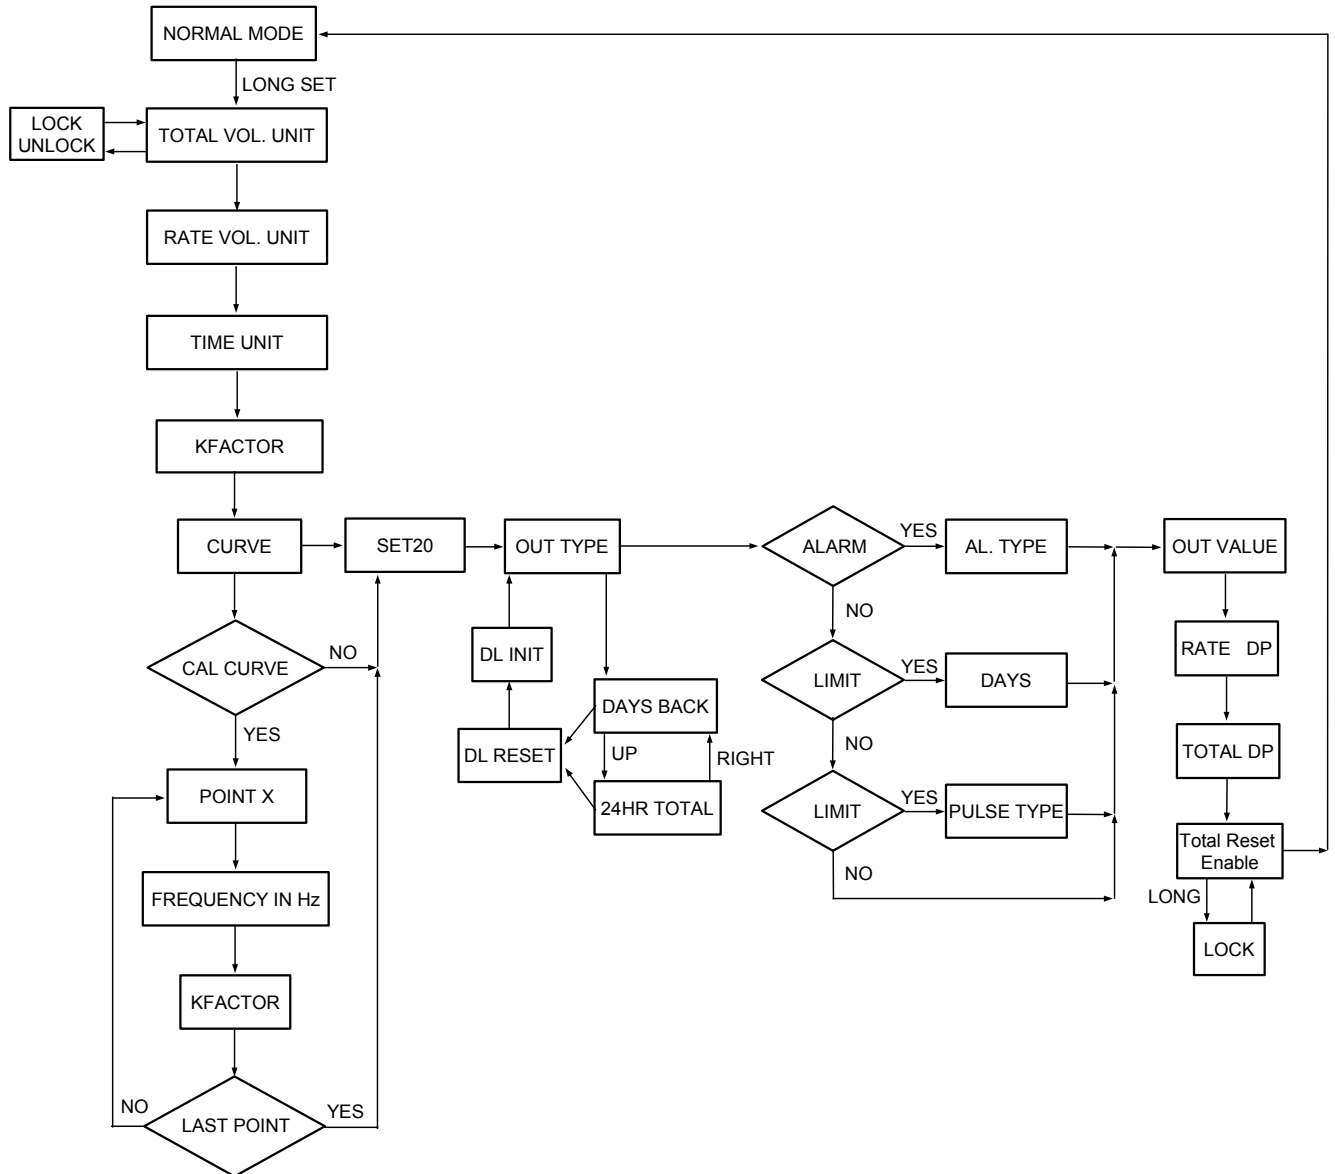 NORMAL MODE
LONG SET
LOCK
UNLOCK
TOTAL VOL. UNIT
RATE VOL. UNIT
TIME UNIT
KFACTOR
CURVE
SET20
OUT TYPE
ALARM
YES
AL. TYPE
OUT VALUE
NO
CAL CURVE
NO
YES
DL INIT
DAYS BACK
DL RESET
UP
RIGHT
24HR TOTAL
LIMIT
YES
DAYS
NO
LIMIT
YES
PULSE TYPE
NO
RATE DP
TOTAL DP
Total Reset
Enable
LONG
LOCK
POINT X
FREQUENCY IN Hz
KFACTOR
NO
LAST POINT
YES